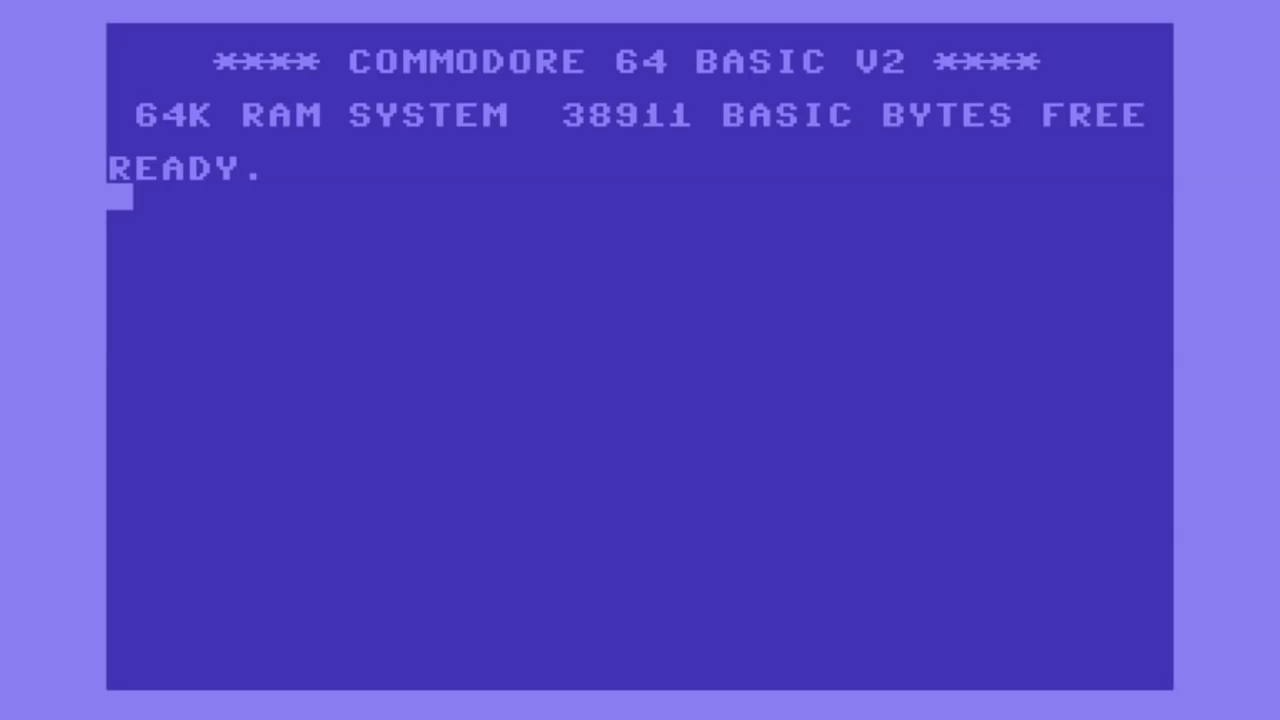 **** COMMODORE 64 BASIC V2 ****
64K RAM SYSTEM  38911 BASIC BYTES FREE
READY.